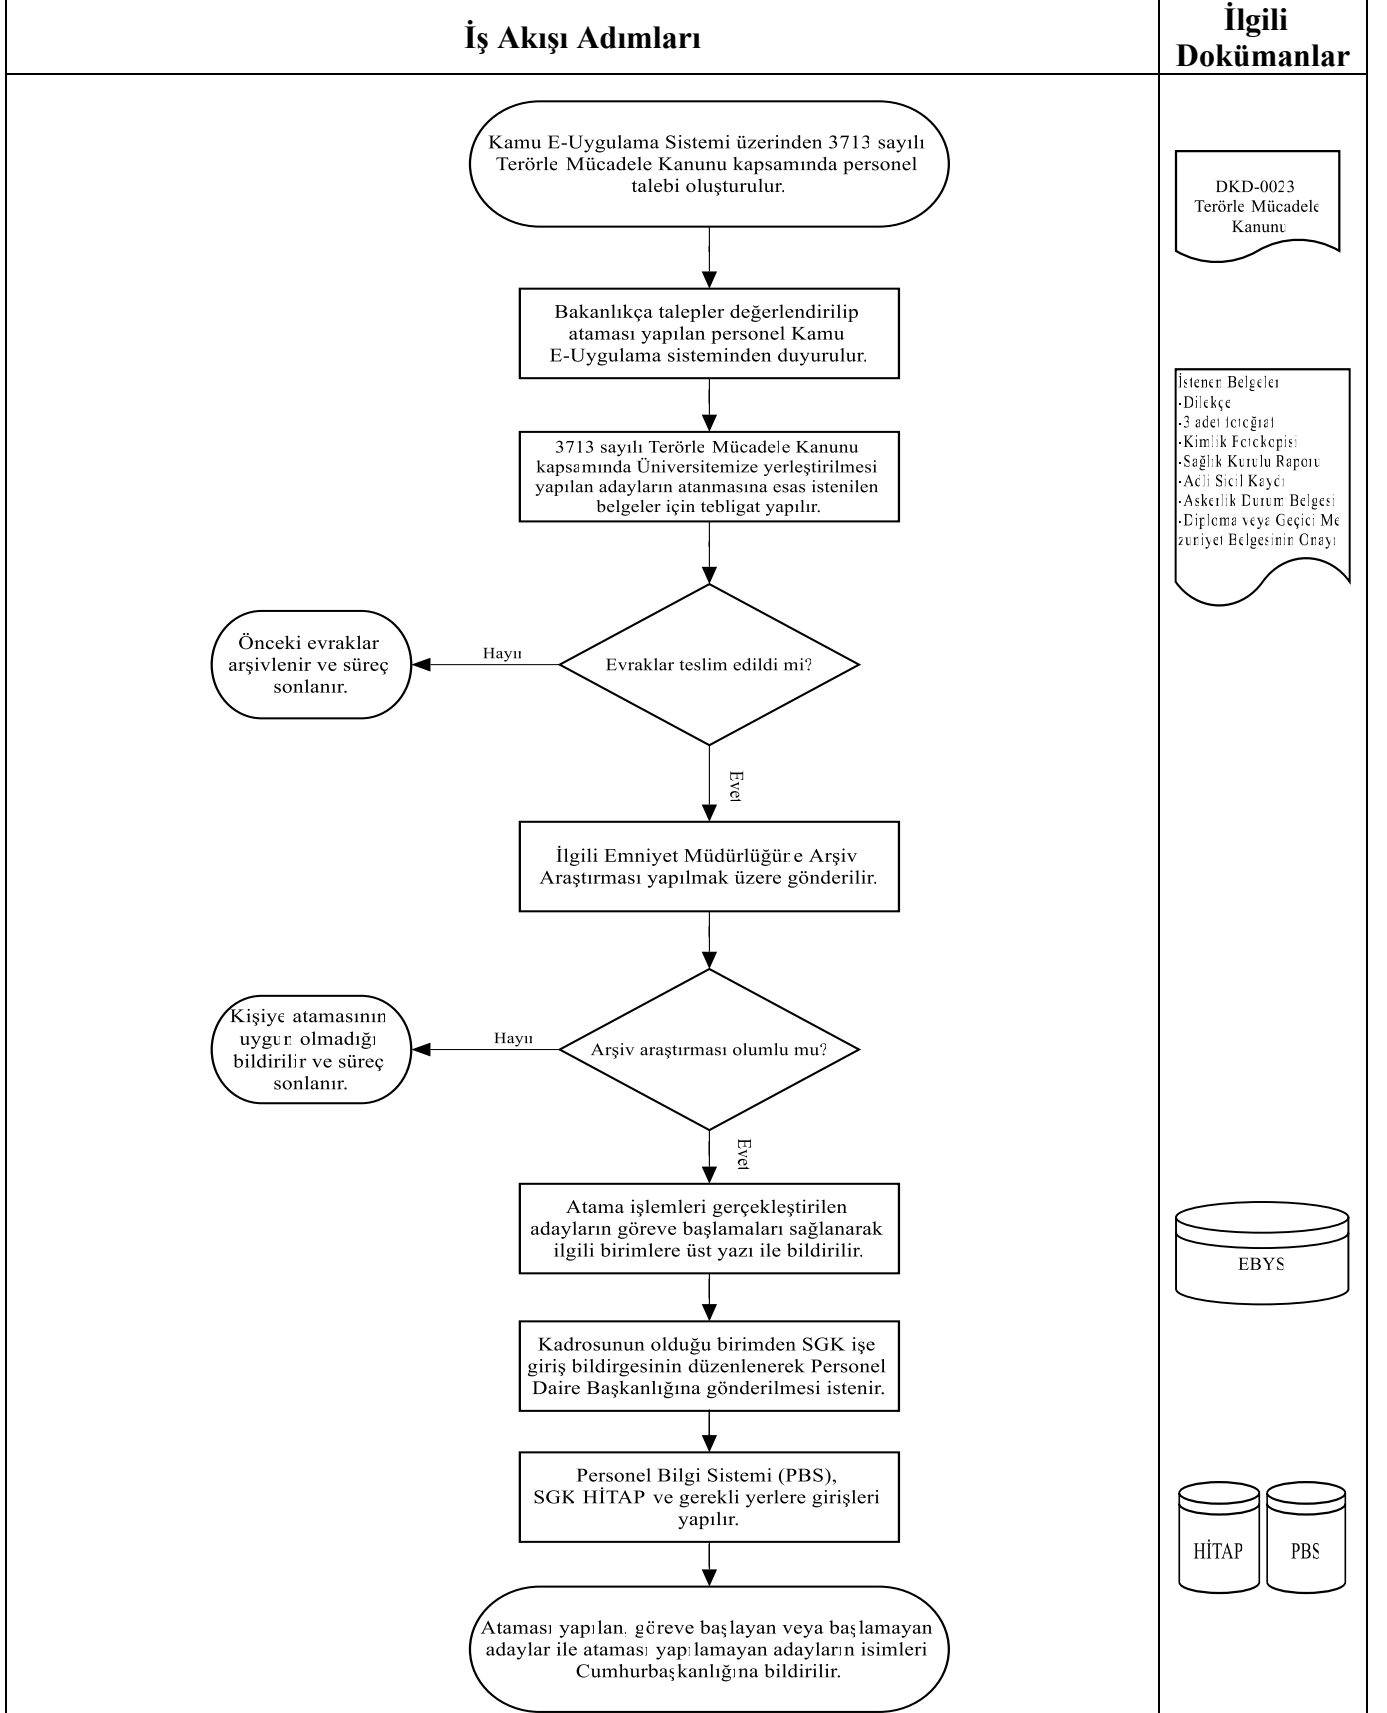 İş Akışı Adımları
İlgili
Dokümanlar
Kamu E-Uygulama Sistemi üzerinden 3713 sayılı
Terörle Mücadele Kanunu kapsamında personel
talebi oluşturulur.
DKD-0023
Terörle Mücadele
Kanunu
Bakanlıkça talepler değerlendirilip
ataması yapılan personel Kamu
E-Uygulama sisteminden duyurulur.
İstenen Belgeler
-Dilekçe
-3 adet fotoğraf
-Kimlik Fotokopisi
-Sağlık Kurulu Raporu
-Adli Sicil Kaydı
-Askerlik Durum Belgesi
-Diploma veya Geçici Me
zuniyet Belgesinin Onayı
3713 sayılı Terörle Mücadele Kanunu
kapsamında Üniversitemize yerleştirilmesi
yapılan adayların atanmasına esas istenilen
belgeler için tebligat yapılır.
Evraklar teslim edildi mi?
Hayır
Önceki evraklar
arşivlenir ve süreç
sonlanır.
Evet
İlgili Emniyet Müdürlüğüne Arşiv
Araştırması yapılmak üzere gönderilir.
Arşiv araştırması olumlu mu?
Hayır
Kişiye atamasının
uygun olmadığı
bildirilir ve süreç
sonlanır.
Evet
Atama işlemleri gerçekleştirilen
adayların göreve başlamaları sağlanarak
ilgili birimlere üst yazı ile bildirilir.
EBYS
Kadrosunun olduğu birimden SGK işe
giriş bildirgesinin düzenlenerek Personel
Daire Başkanlığına gönderilmesi istenir.
Personel Bilgi Sistemi (PBS),
SGK HİTAP ve gerekli yerlere girişleri
yapılır.
HİTAP
PBS
Ataması yapılan, göreve başlayan veya başlamayan
adaylar ile ataması yapılamayan adayların isimleri
Cumhurbaşkanlığına bildirilir.